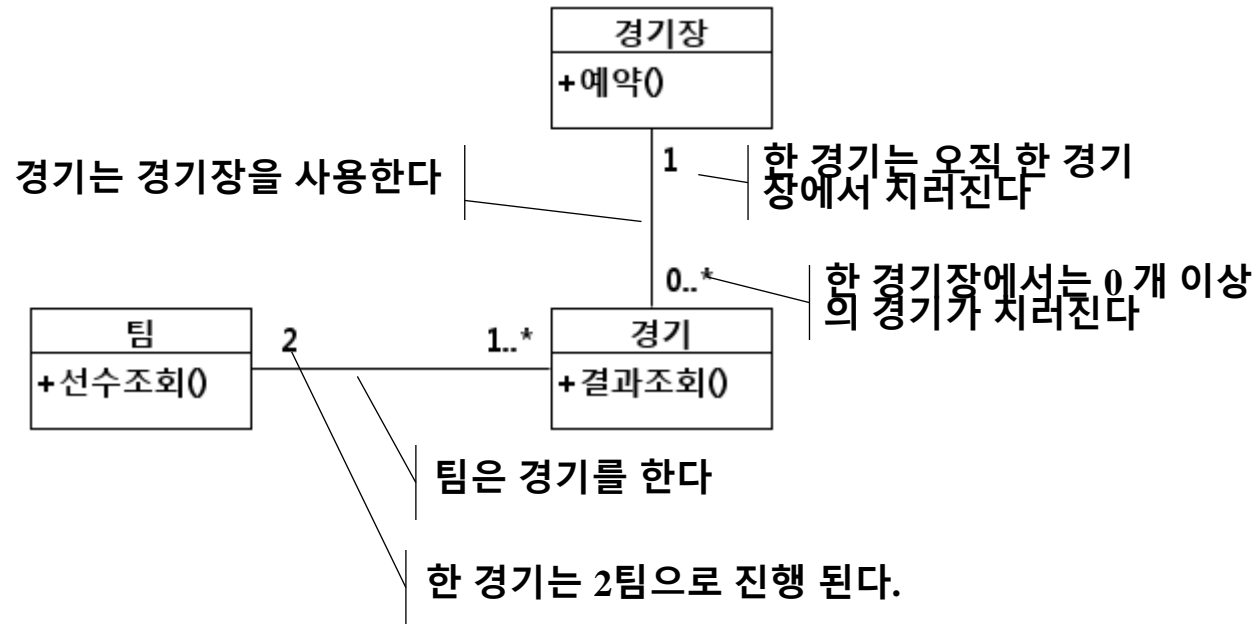 경기장
+예약()
경기는 경기장을 사용한다
1
한 경기는 오직 한 경기
장에서 치러진다
0..*
한 경기장에서는 0 개 이상
의 경기가 치러진다
팀
+선수조회()
2
1..*
경기
+결과조회()
팀은 경기를 한다
한 경기는 2팀으로 진행 된다.